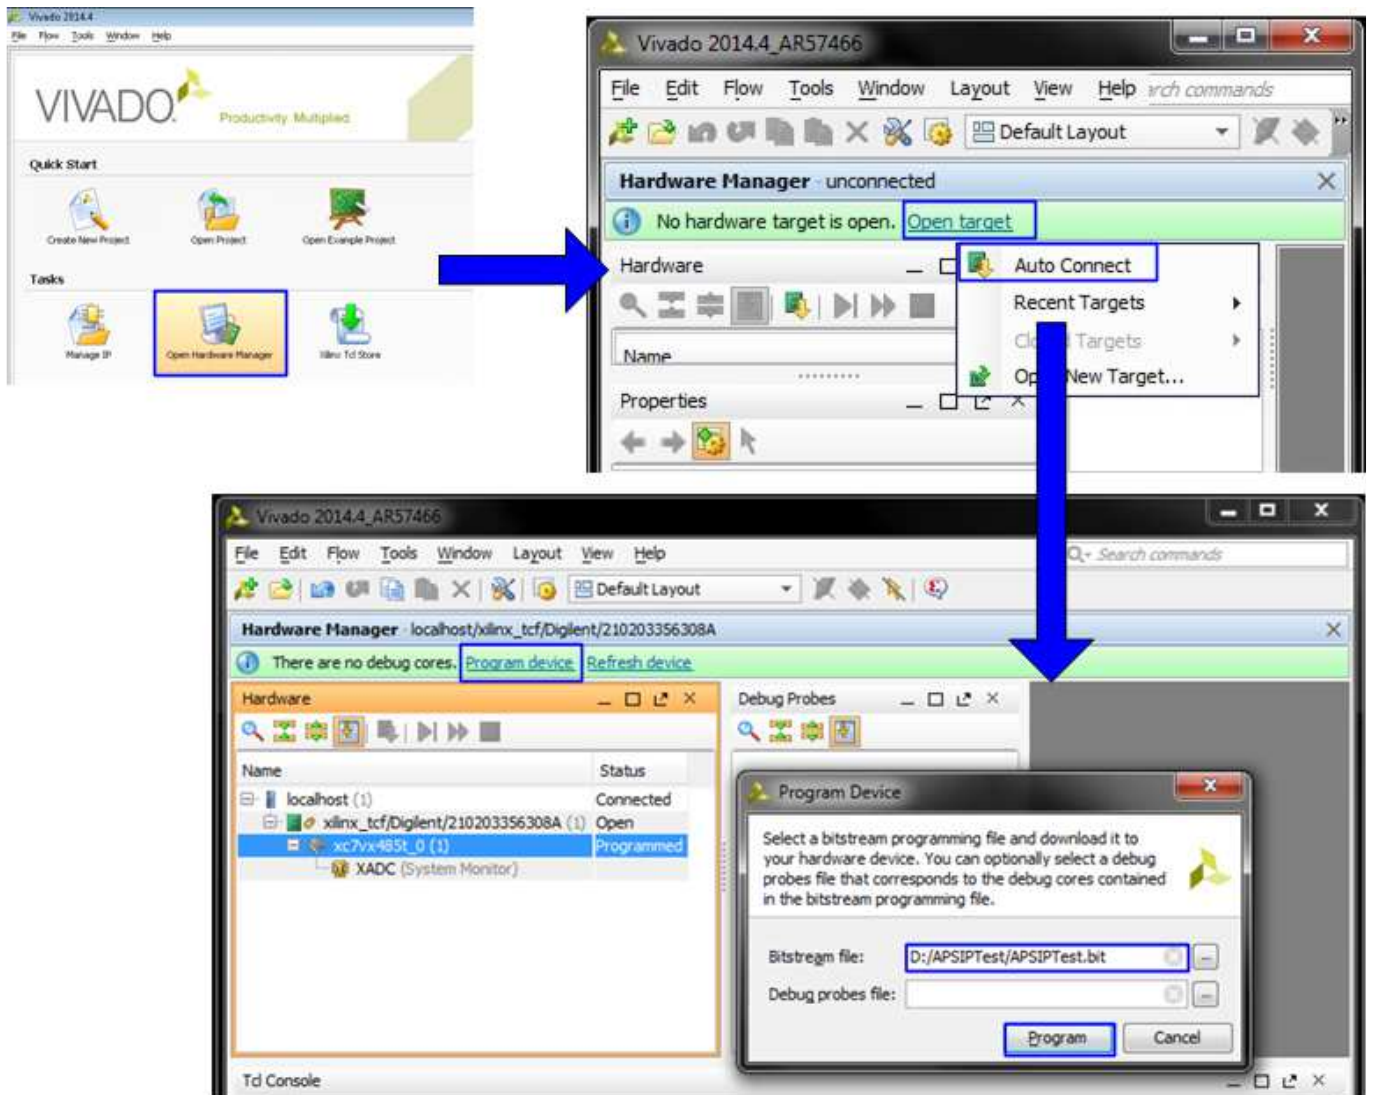 Vivado 2014.4
File Flow Tools Window Help
VIVADO.
Productivity. Multiplied.
Quick Start
Create New Project Open Project Open Example Project
Tasks
Manage IP Open Hardware Manager Xilinx Tcl Store
Vivado 2014.4_AR57466
File Edit Flow Tools Window Layout View Help rch commands
Default Layout
Hardware Manager - unconnected
No hardware target is open. Open target
Hardware
Auto Connect
Recent Targets
Targets
New Target...
Name
Properties
Vivado 2014.4_AR57466
File Edit Flow Tools Window Layout View Help
Search commands
Default Layout
Hardware Manager - localhost/xilinx_tcf/Digilent/210203356308A
There are no debug cores. Program device Refresh device
Hardware
Debug Probes
Name Status
localhost (1) Connected
xilinx_tcf/Digilent/210203356308A (1) Open
xc7vx485t_0 (1) Programmed
XADC (System Monitor)
Program Device
Select a bitstream programming file and download it to
your hardware device. You can optionally select a debug
probes file that corresponds to the debug cores contained
in the bitstream programming file.
Bitstream file: D:/APSIPTest/APSIPTest.bit
Debug probes file:
Program Cancel
Tcl Console